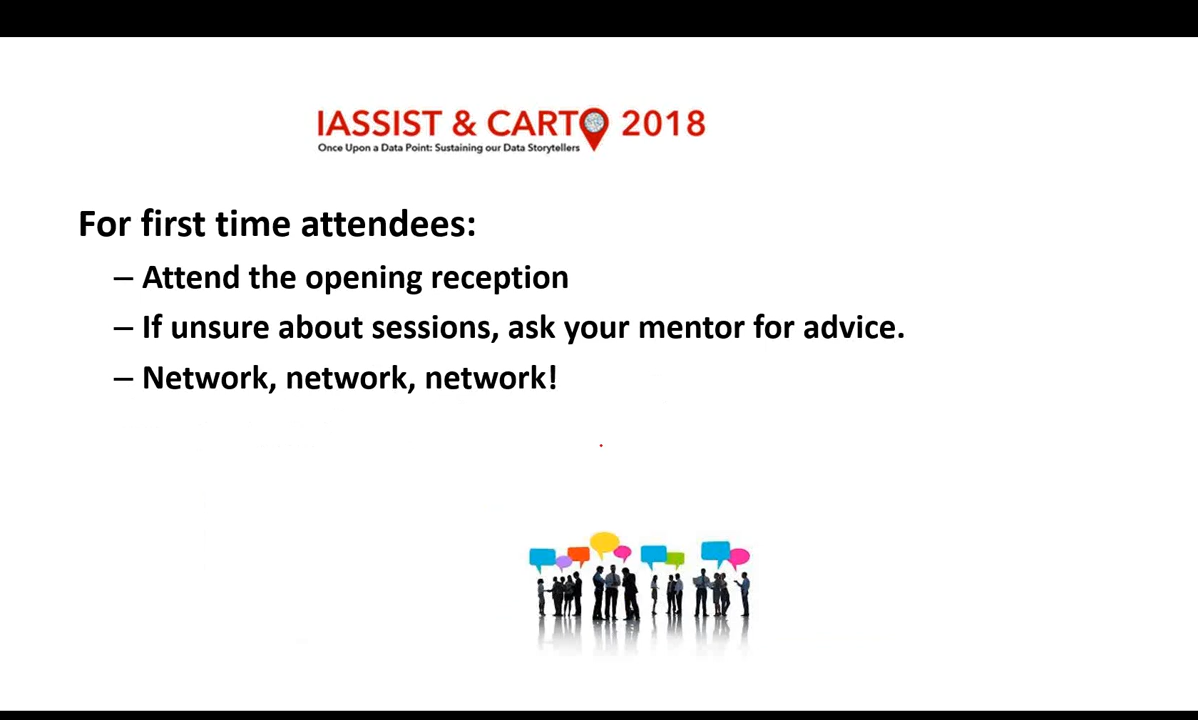 IASSIST & CARTO 2018
Once Upon a Data Point: Sustaining our Data Storytellers
For first time attendees:
– Attend the opening reception
– If unsure about sessions, ask your mentor for advice.
– Network, network, network!